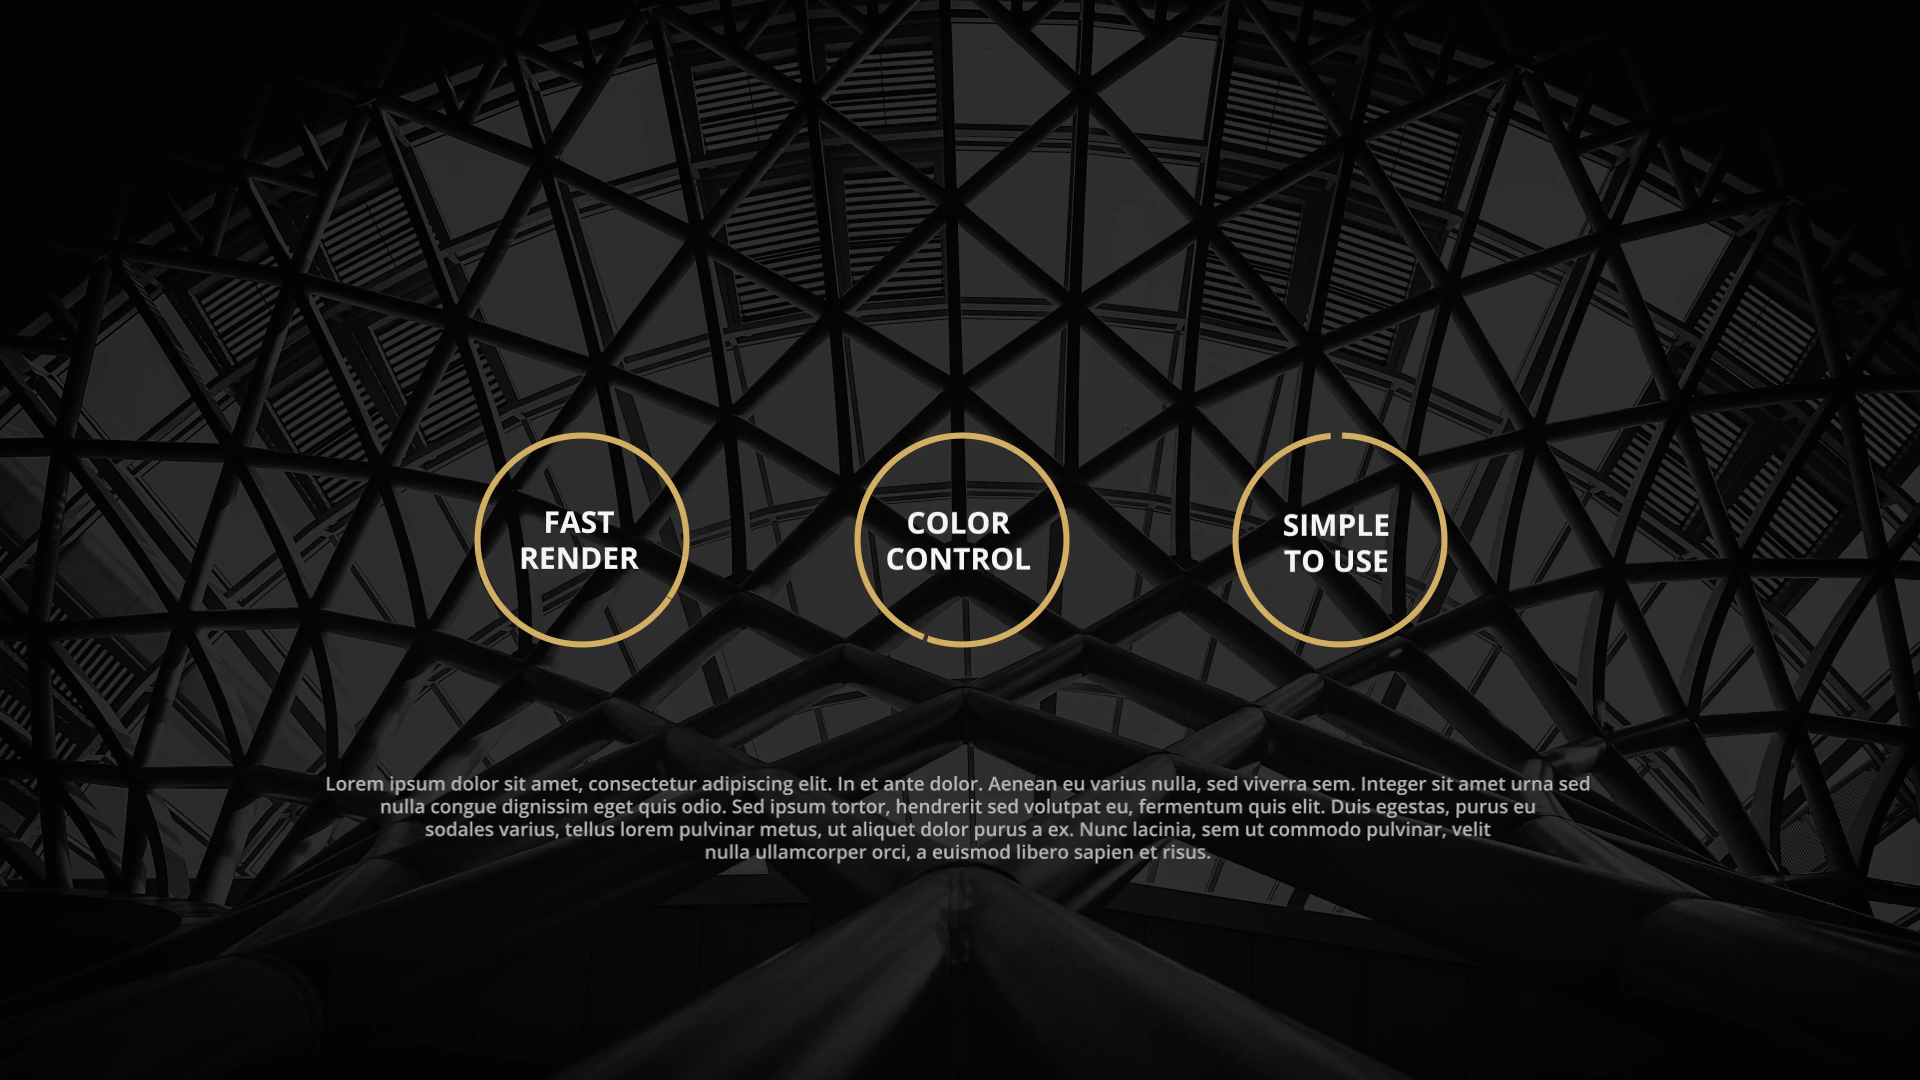 FAST
RENDER
COLOR
CONTROL
SIMPLE
TO USE
Lorem ipsum dolor sit amet, consectetur adipiscing elit. In et ante dolor. Aenean eu varius nulla, sed viverra sem. Integer sit amet urna sed
nulla congue dignissim eget quis odio. Sed ipsum tortor, hendrerit sed volutpat eu, fermentum quis elit. Duis egestas, purus eu
sodales varius, tellus lorem pulvinar metus, ut aliquet dolor purus a ex. Nunc lacinia, sem ut commodo pulvinar, velit
nulla ullamcorper orci, a euismod libero sapien et risus.